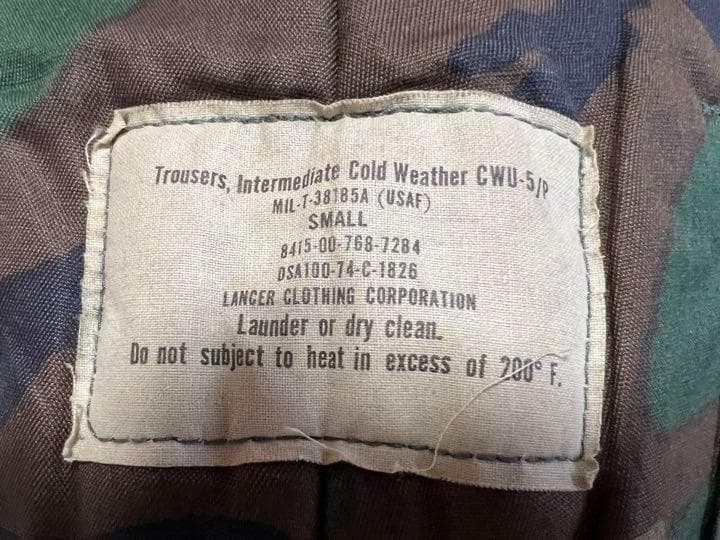 Trousers, Intermediate Cold Weather CWU-5/P
MIL-T-38185A (USAF)
SMALL
8415-00-768-7284
DSA100-74-C-1826
LANCER CLOTHING CORPORATION
Launder or dry clean.
Do not subject to heat in excess of 200° F.